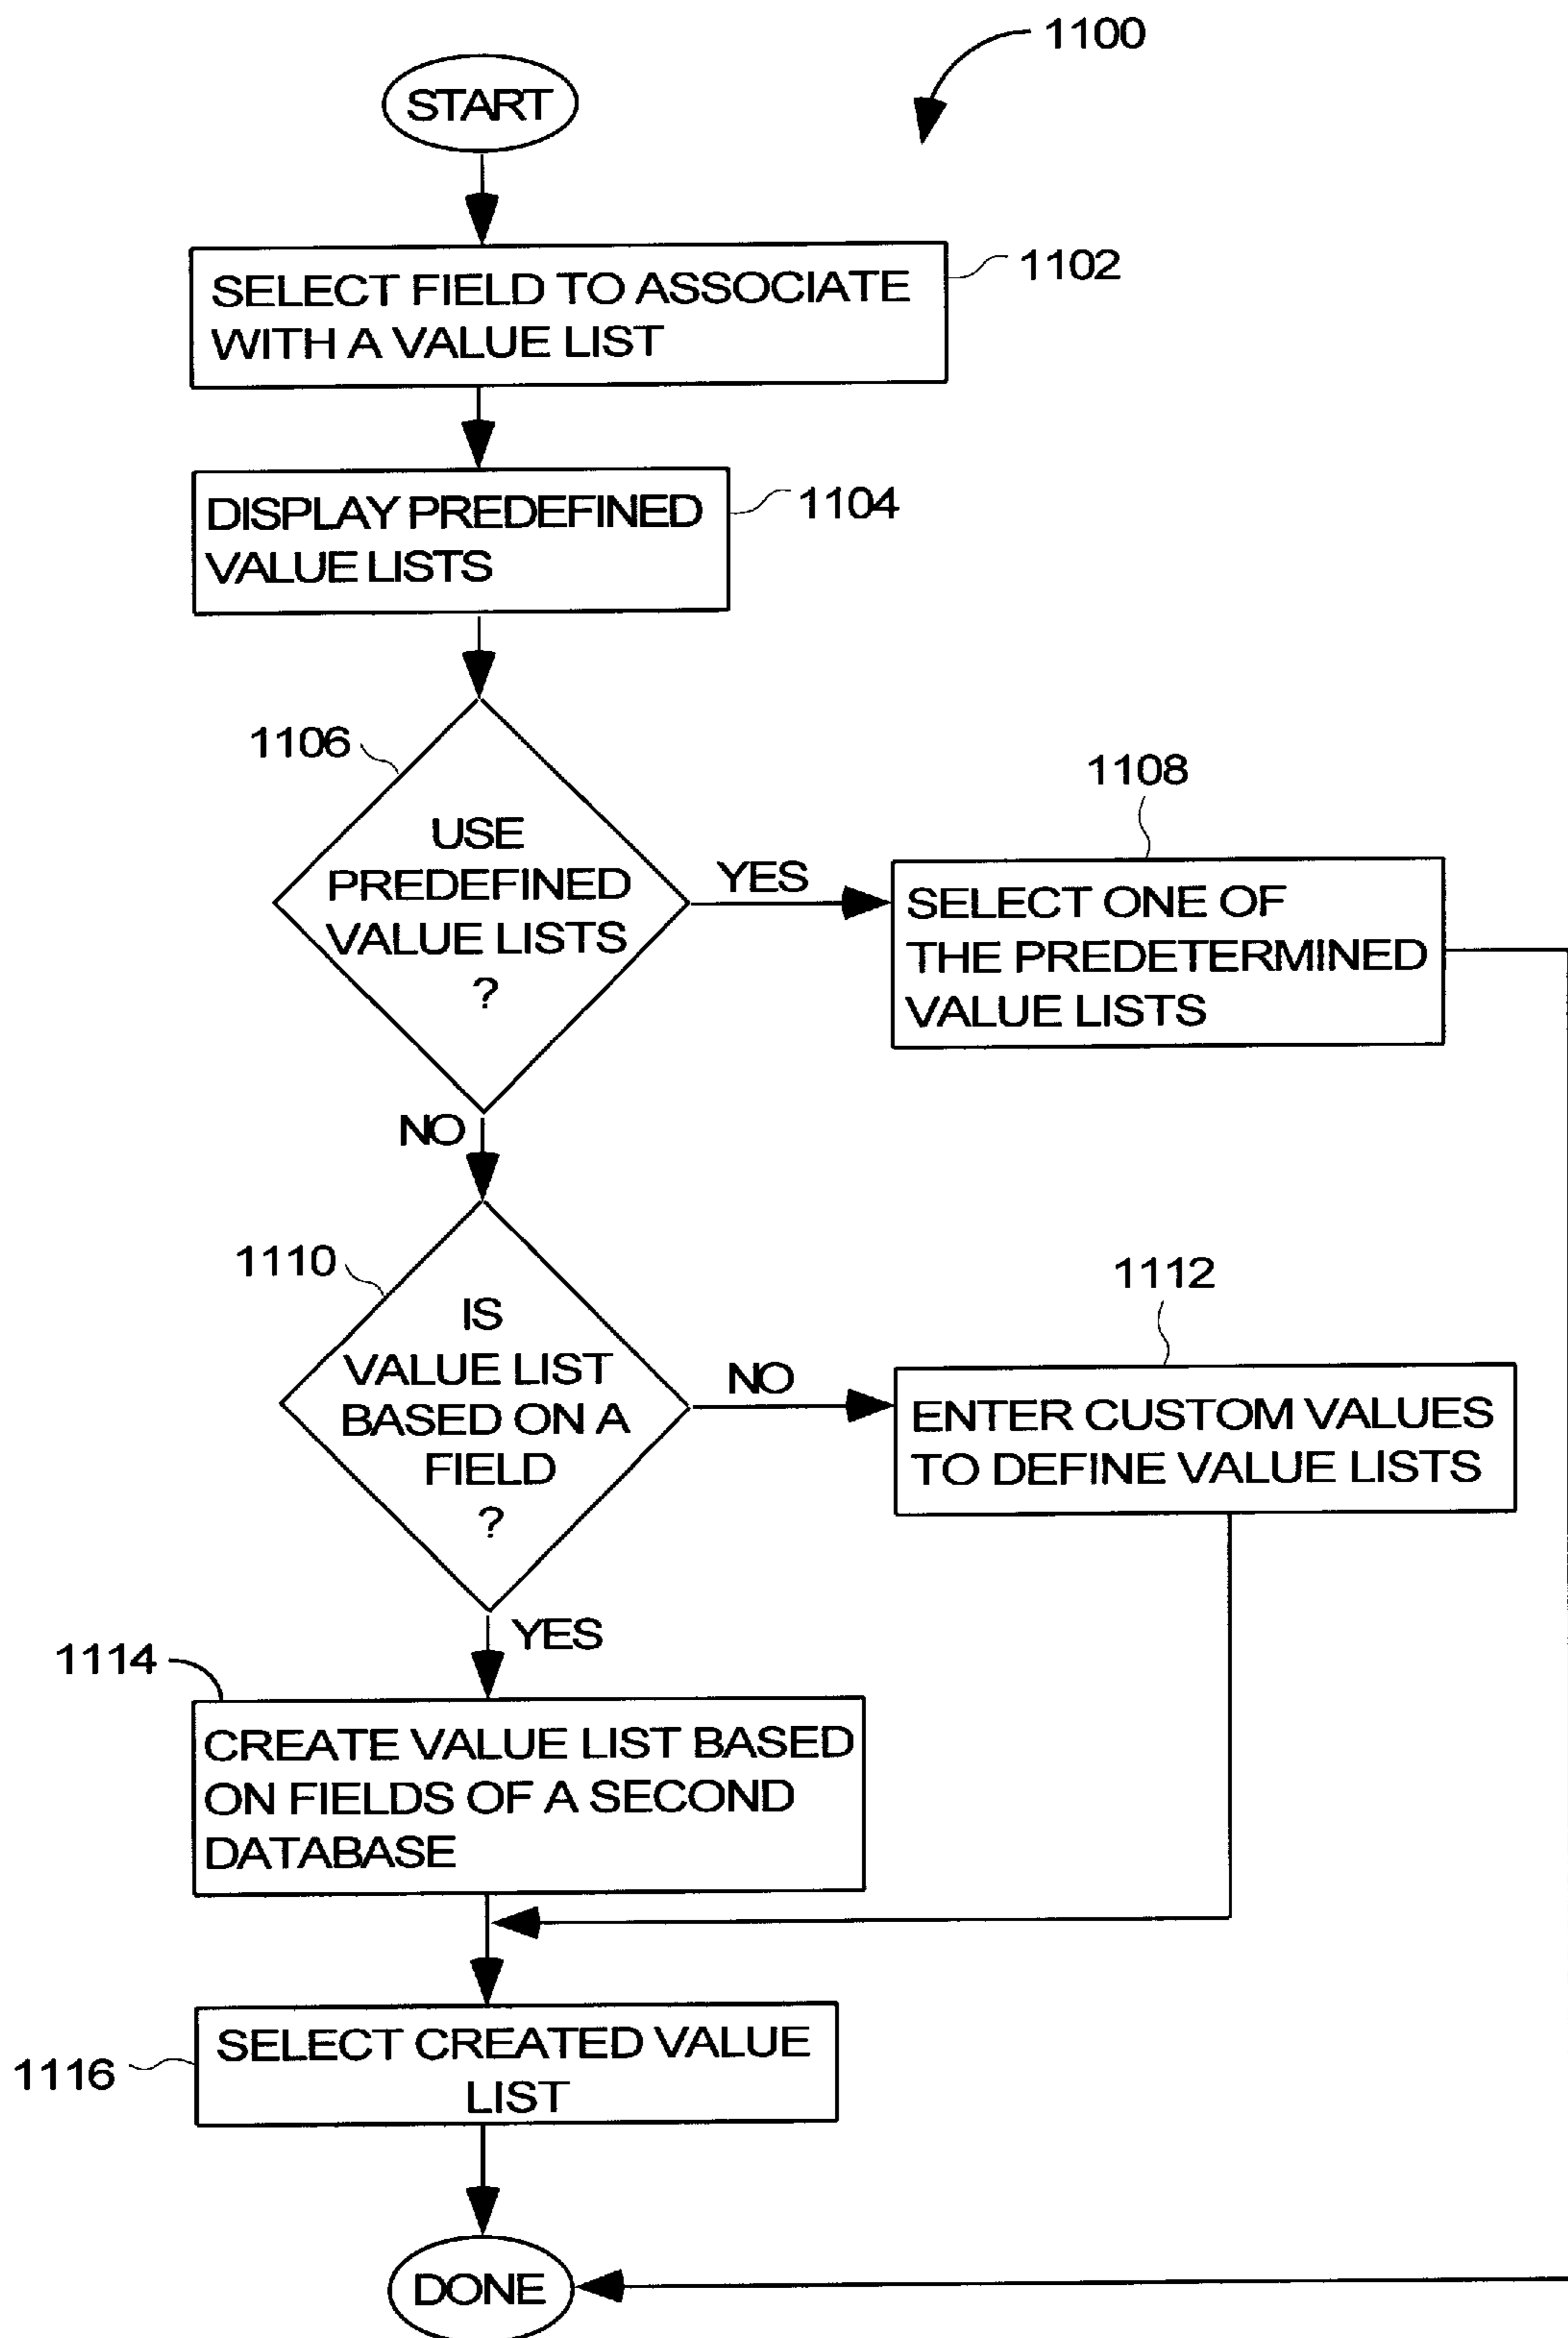 1100
START
SELECT FIELD TO ASSOCIATE
WITH A VALUE LIST
1102
DISPLAY PREDEFINED
VALUE LISTS
1104
1106
USE
PREDEFINED
VALUE LISTS
?
YES
1108
SELECT ONE OF
THE PREDETERMINED
VALUE LISTS
NO
1110
IS
VALUE LIST
BASED ON A
FIELD
?
NO
1112
ENTER CUSTOM VALUES
TO DEFINE VALUE LISTS
YES
1114
CREATE VALUE LIST BASED
ON FIELDS OF A SECOND
DATABASE
1116
SELECT CREATED VALUE
LIST
DONE